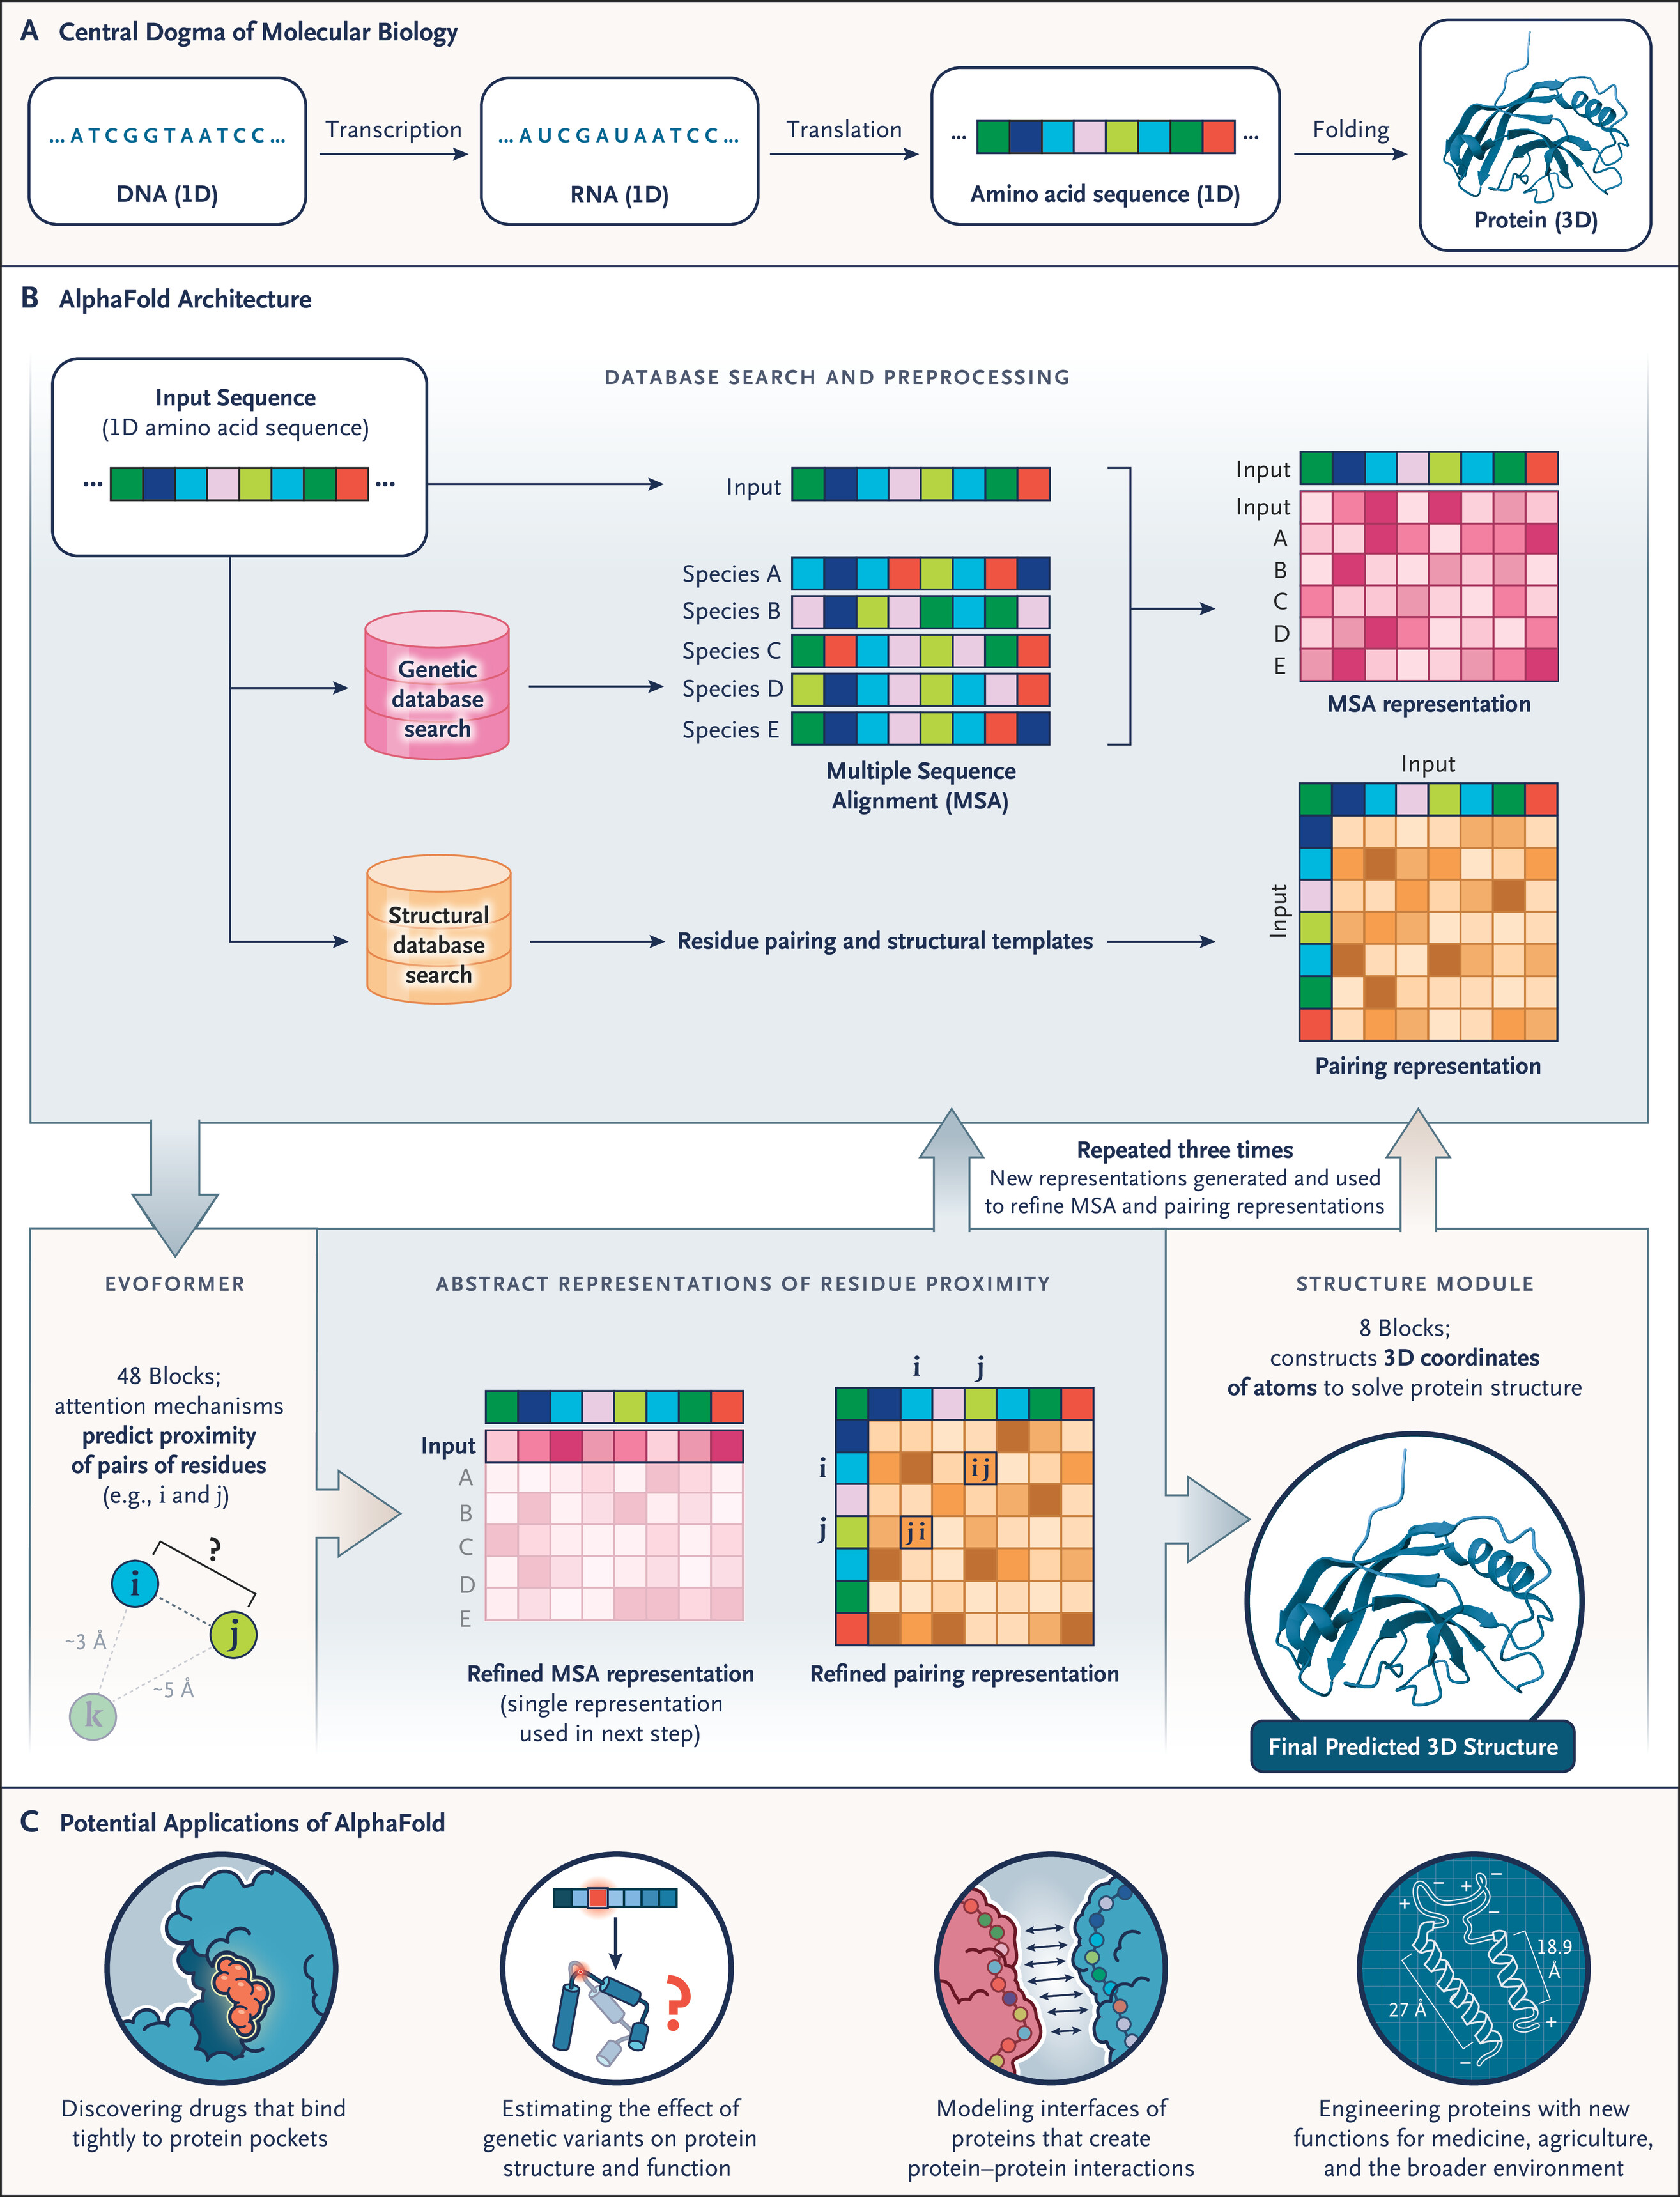 A Central Dogma of Molecular Biology
...ATCGGTAATCC...
DNA (1D)
Transcription
...AUCGAUAATCC...
RNA (1D)
Translation
... ...
Amino acid sequence (1D)
Folding
Protein (3D)
B AlphaFold Architecture
DATABASE SEARCH AND PREPROCESSING
Input Sequence
(1D amino acid sequence)
... ...
Genetic
database
search
Structural
database
search
Input
Species A
Species B
Species C
Species D
Species E
Multiple Sequence
Alignment (MSA)
Residue pairing and structural templates
Input
Input
A
B
C
D
E
MSA representation
Input
Input
Pairing representation
Repeated three times
New representations generated and used
to refine MSA and pairing representations
EVOFORMER
48 Blocks;
attention mechanisms
predict proximity
of pairs of residues
(e.g., i and j)
?
i
j
k
~3 Å
~5 Å
ABSTRACT REPRESENTATIONS OF RESIDUE PROXIMITY
Input
A
B
C
D
E
Refined MSA representation
(single representation
used in next step)
i j
i
j
ij
ji
Refined pairing representation
STRUCTURE MODULE
8 Blocks;
constructs 3D coordinates
of atoms to solve protein structure
Final Predicted 3D Structure
C Potential Applications of AlphaFold
Discovering drugs that bind
tightly to protein pockets
?
Estimating the effect of
genetic variants on protein
structure and function
Modeling interfaces of
proteins that create
protein–protein interactions
+ − + −
−
18.9
Å
27 Å
+
−
Engineering proteins with new
functions for medicine, agriculture,
and the broader environment